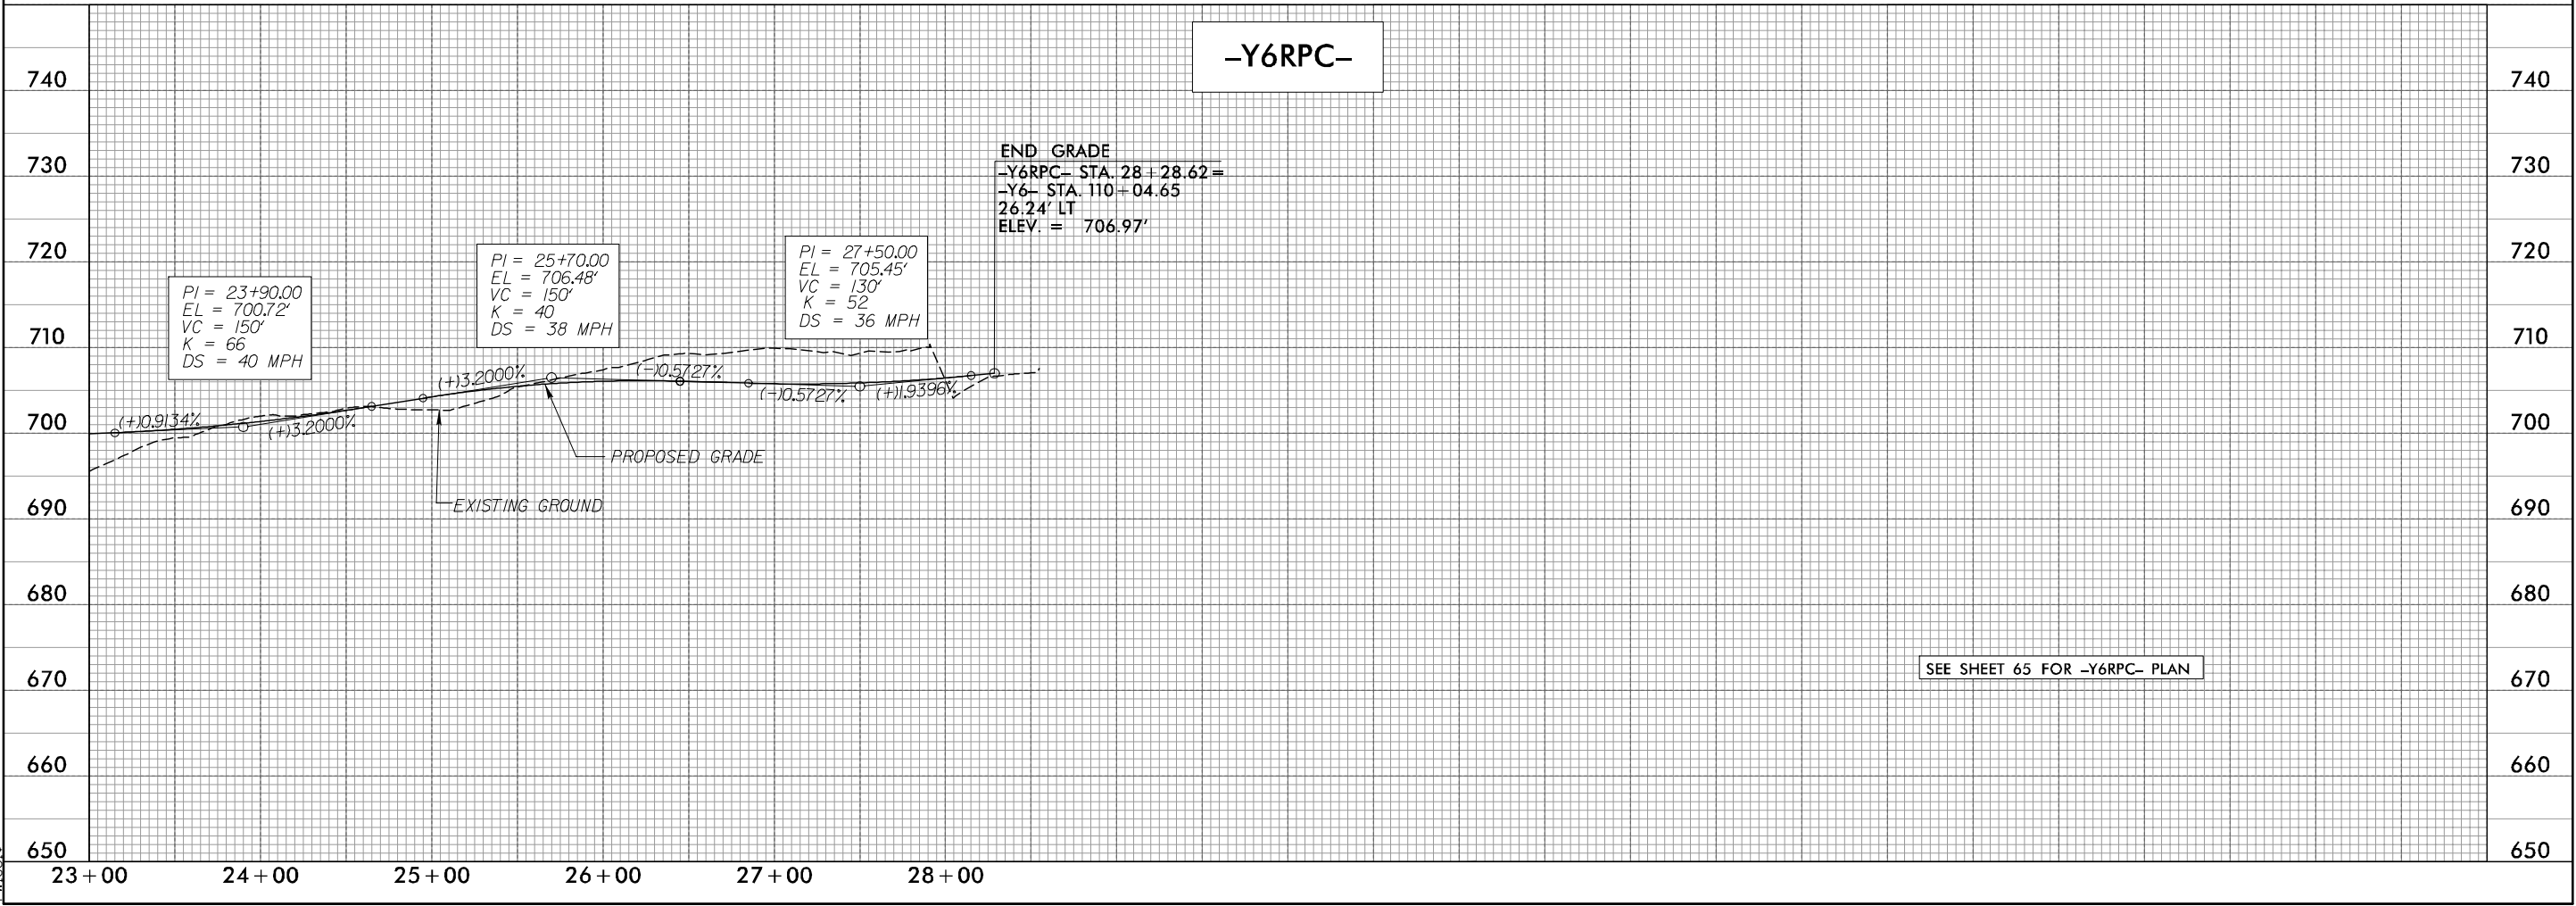 –Y6RPC–
740
740
END GRADE
–Y6RPC– STA. 28+28.62=
–Y6– STA. 110+04.65
26.24' LT
ELEV. = 706.97'
730
730
PI = 27+50.00
EL = 705.45'
VC = 130'
K = 52
DS = 36 MPH
PI = 25+70.00
EL = 706.48'
VC = 150'
K = 40
DS = 38 MPH
720
720
PI = 23+90.00
EL = 700.72'
VC = 150'
K = 66
DS = 40 MPH
710
710
(+)3.2000%
(-)0.5727%
(-)0.5727%
(+)1.9396%
(+)0.9134%
(+)3.2000%
700
700
PROPOSED GRADE
EXISTING GROUND
690
690
680
680
SEE SHEET 65 FOR –Y6RPC– PLAN
670
670
660
660
650
650
23+00
24+00
25+00
26+00
27+00
28+00